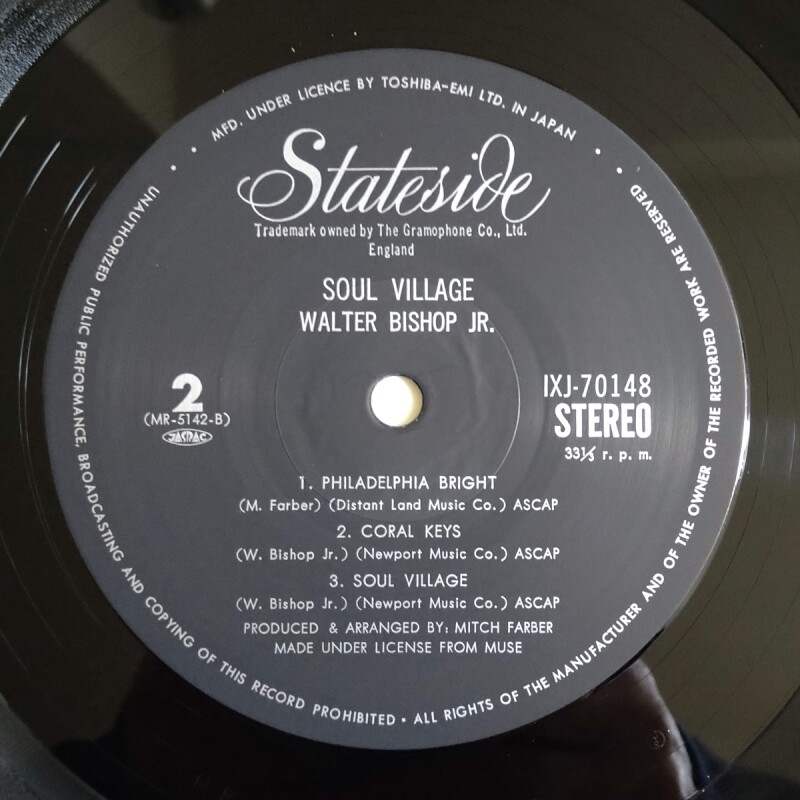 MFD. UNDER LICENCE BY TOSHIBA-EMI LTD. IN JAPAN
Stateside
Trademark owned by The Gramophone Co., Ltd.
England
SOUL VILLAGE
WALTER BISHOP JR.
2
(MR-5142-B)
JASRAC
IXJ-70148
STEREO
33⅓ r. p. m.
1. PHILADELPHIA BRIGHT
(M. Farber) (Distant Land Music Co.) ASCAP
2. CORAL KEYS
(W. Bishop Jr.) (Newport Music Co.) ASCAP
3. SOUL VILLAGE
(W. Bishop Jr.) (Newport Music Co.) ASCAP
PRODUCED & ARRANGED BY: MITCH FARBER
MADE UNDER LICENSE FROM MUSE
UNAUTHORIZED PUBLIC PERFORMANCE, BROADCASTING AND COPYING OF THIS RECORD PROHIBITED • ALL RIGHTS OF THE MANUFACTURER AND OF THE OWNER OF THE RECORDED WORK ARE RESERVED